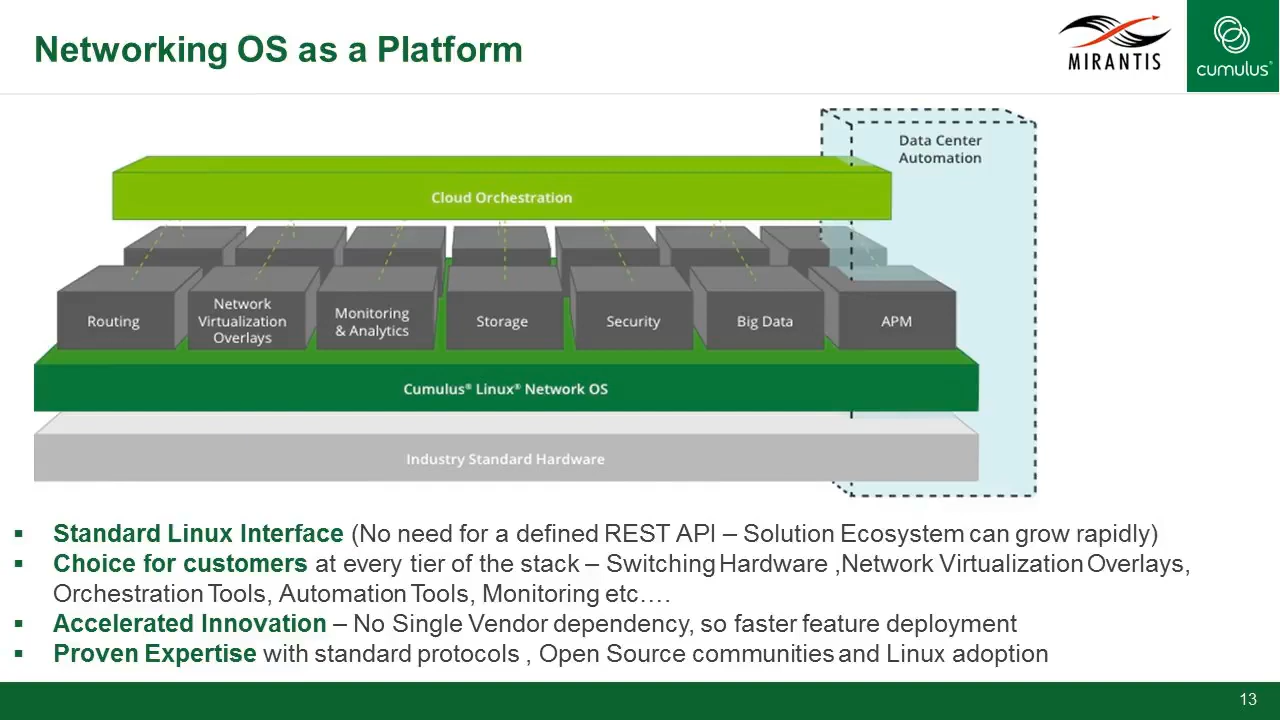 Networking OS as a Platform
MIRANTIS
cumulus®
Data Center
Automation
Cloud Orchestration
Routing
Network
Virtualization
Overlays
Monitoring
& Analytics
Storage
Security
Big Data
APM
Cumulus® Linux® Network OS
Industry Standard Hardware
▪ Standard Linux Interface (No need for a defined REST API – Solution Ecosystem can grow rapidly)
▪ Choice for customers at every tier of the stack – Switching Hardware ,Network Virtualization Overlays,
Orchestration Tools, Automation Tools, Monitoring etc….
▪ Accelerated Innovation – No Single Vendor dependency, so faster feature deployment
▪ Proven Expertise with standard protocols , Open Source communities and Linux adoption
13